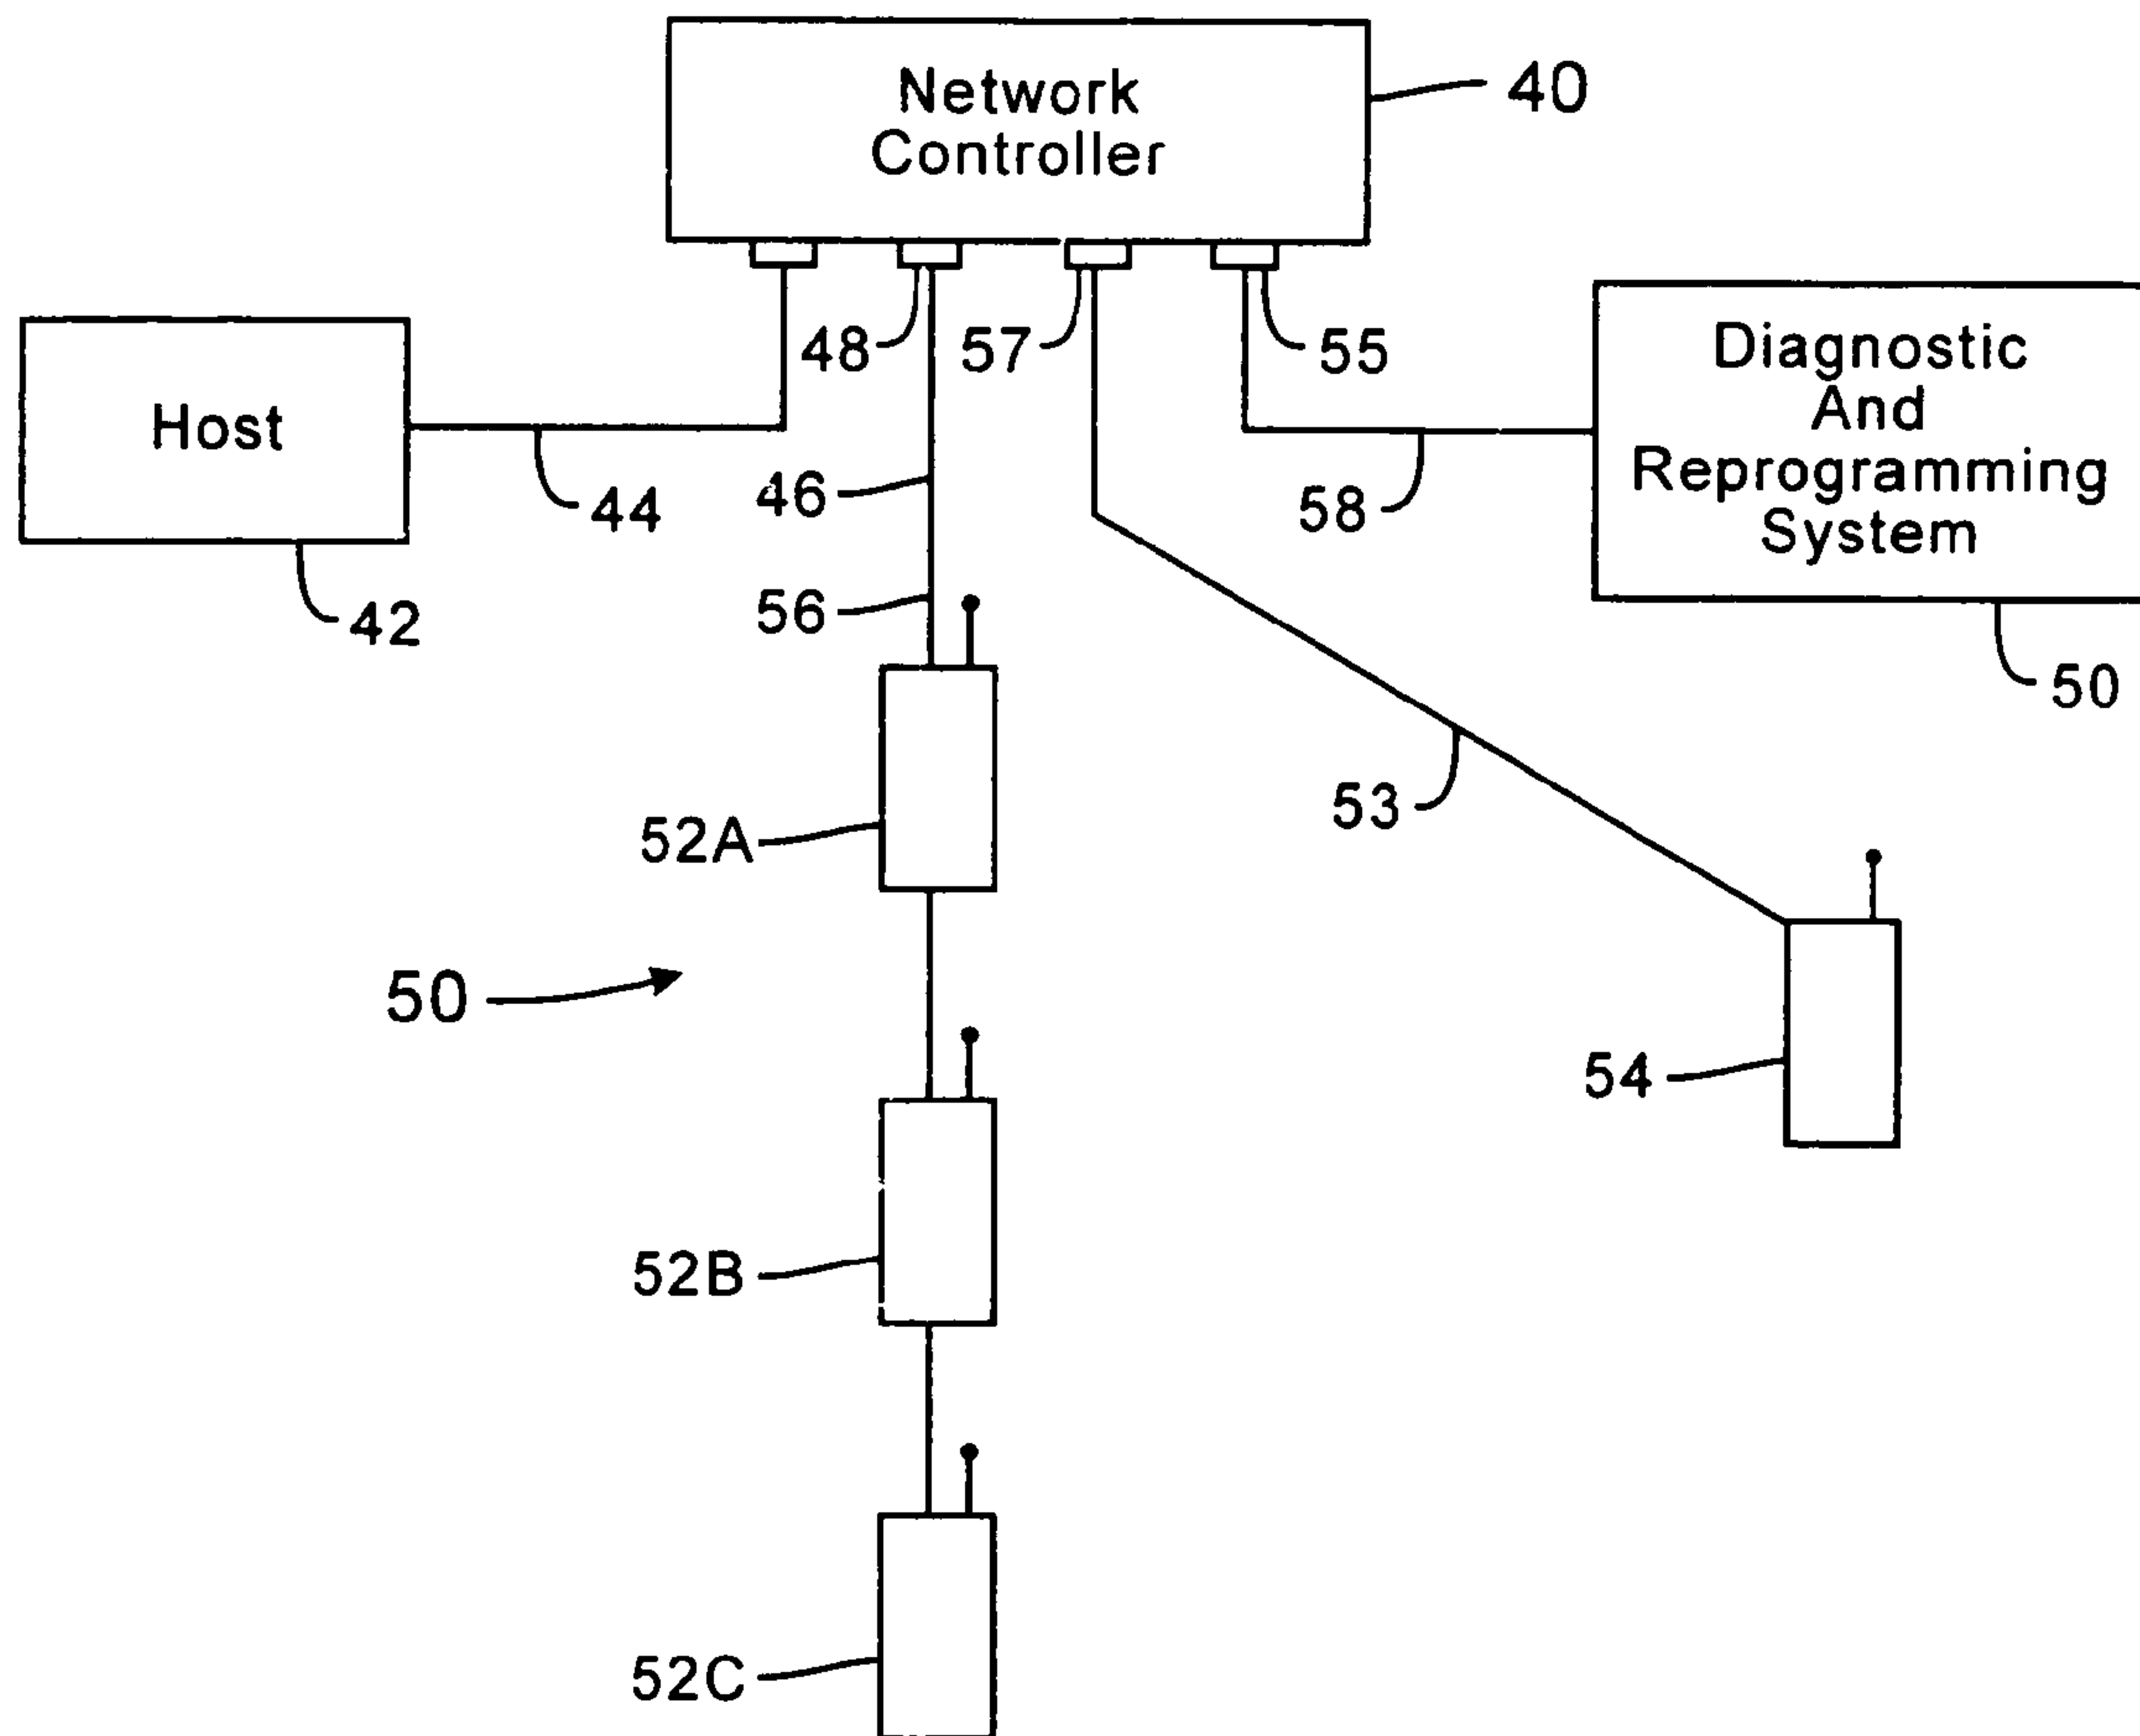 Network
Controller
40
48
57
55
Host
44
42
46
56
58
Diagnostic
And
Reprogramming
System
50
53
52A
50
54
52B
52C